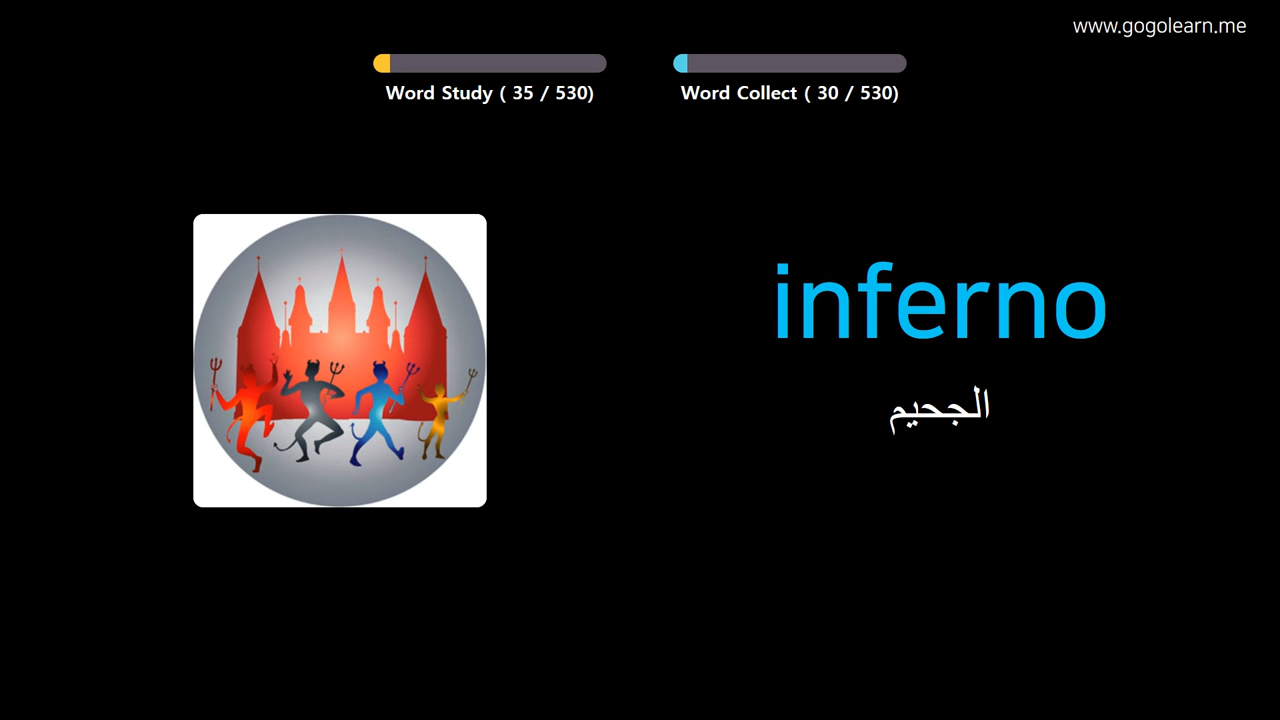 www.gogolearn.me
Word Study ( 35 / 530)
Word Collect ( 30 / 530)
inferno
الجحيم